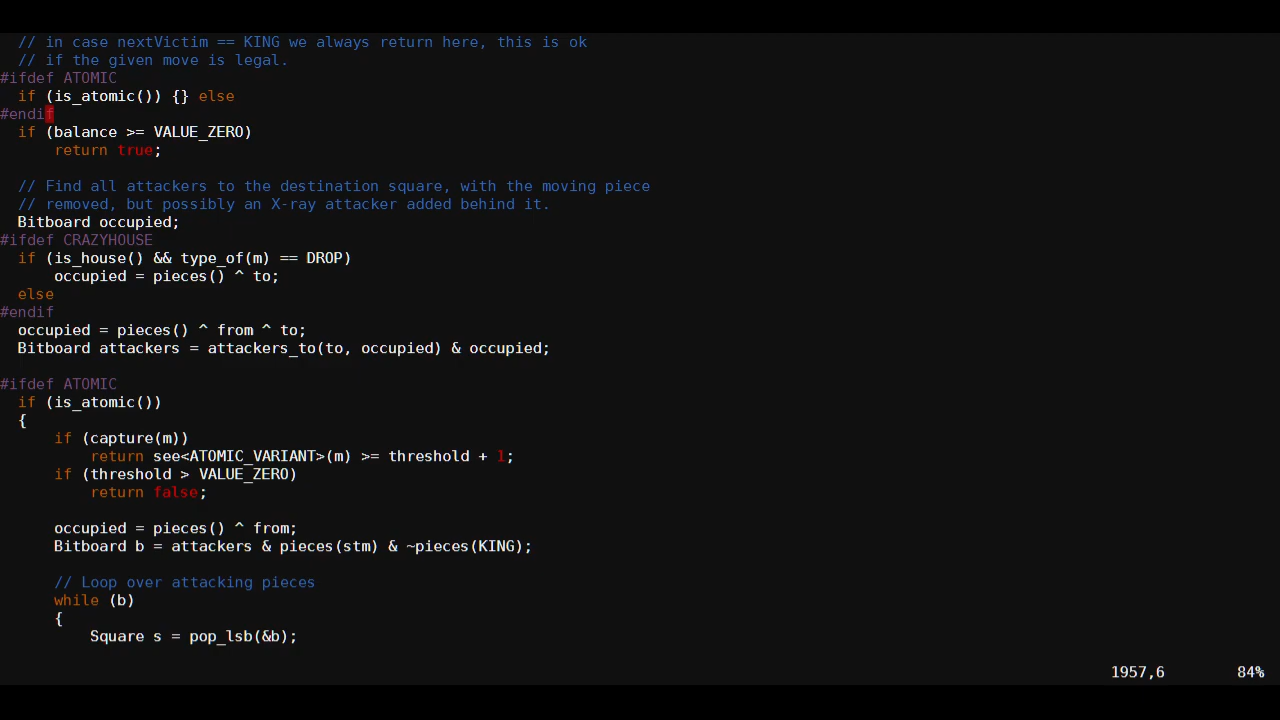 // in case nextVictim == KING we always return here, this is ok
// if the given move is legal.
#ifdef ATOMIC
if (is_atomic()) {} else
#endif
if (balance >= VALUE_ZERO)
return true;
// Find all attackers to the destination square, with the moving piece
// removed, but possibly an X-ray attacker added behind it.
Bitboard occupied;
#ifdef CRAZYHOUSE
if (is_house() && type_of(m) == DROP)
occupied = pieces() ^ to;
else
#endif
occupied = pieces() ^ from ^ to;
Bitboard attackers = attackers_to(to, occupied) & occupied;
#ifdef ATOMIC
if (is_atomic())
{
if (capture(m))
return see<ATOMIC_VARIANT>(m) >= threshold + 1;
if (threshold > VALUE_ZERO)
return false;
occupied = pieces() ^ from;
Bitboard b = attackers & pieces(stm) & ~pieces(KING);
// Loop over attacking pieces
while (b)
{
Square s = pop_lsb(&b);
1957,6 84%